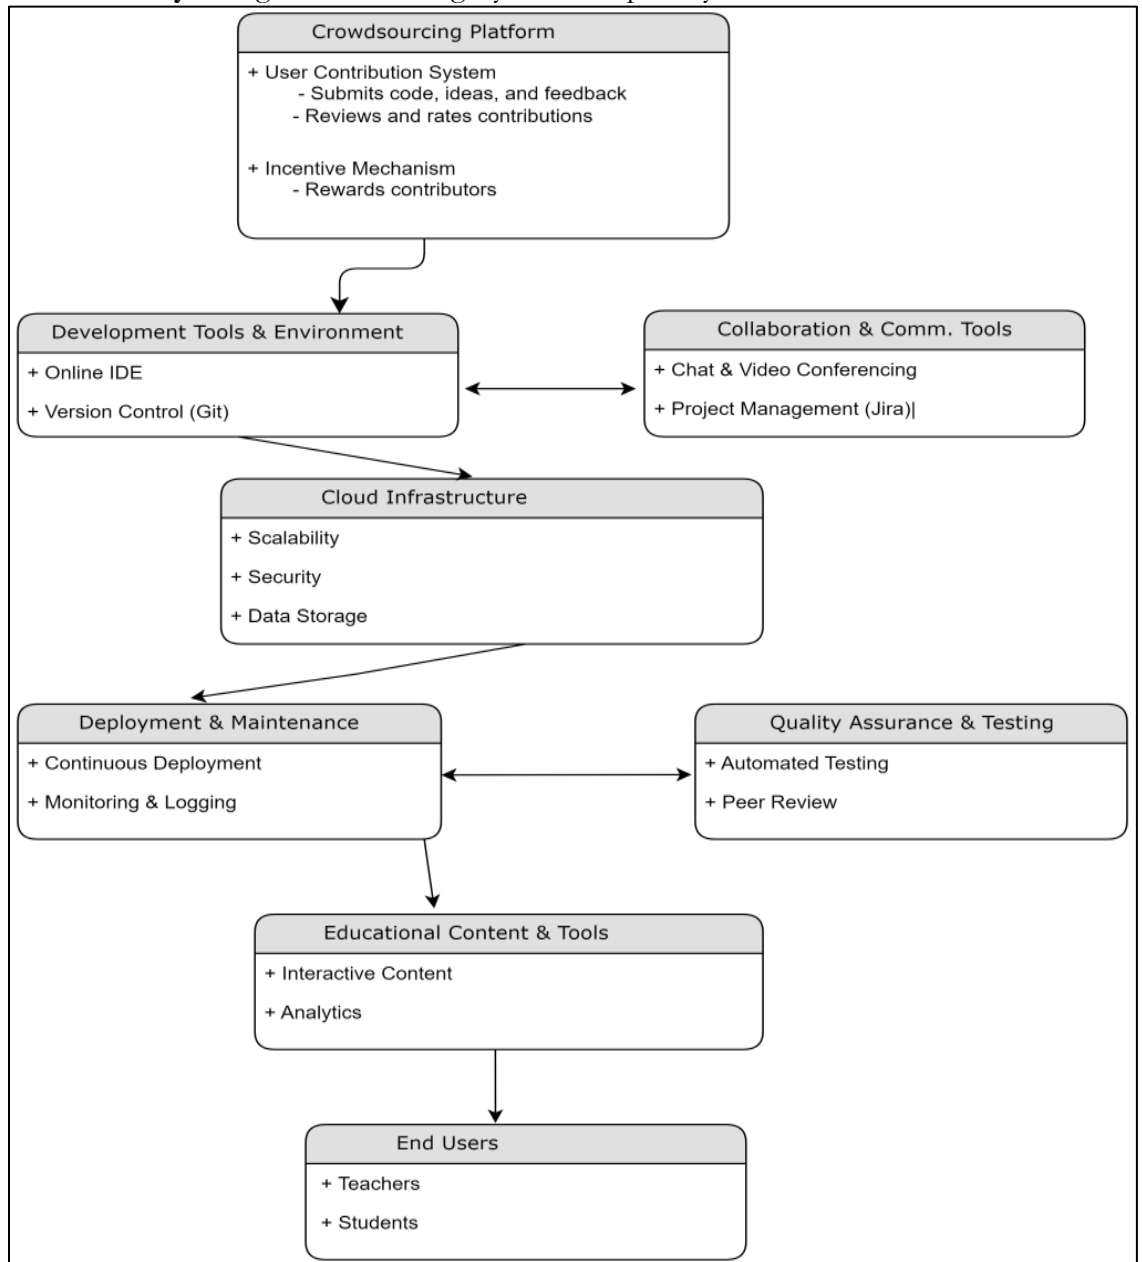 Crowdsourcing Platform
+ User Contribution System
- Submits code, ideas, and feedback
- Reviews and rates contributions
+ Incentive Mechanism
- Rewards contributors
Development Tools & Environment
+ Online IDE
+ Version Control (Git)
Collaboration & Comm. Tools
+ Chat & Video Conferencing
+ Project Management (Jira)|
Cloud Infrastructure
+ Scalability
+ Security
+ Data Storage
Deployment & Maintenance
+ Continuous Deployment
+ Monitoring & Logging
Quality Assurance & Testing
+ Automated Testing
+ Peer Review
Educational Content & Tools
+ Interactive Content
+ Analytics
End Users
+ Teachers
+ Students